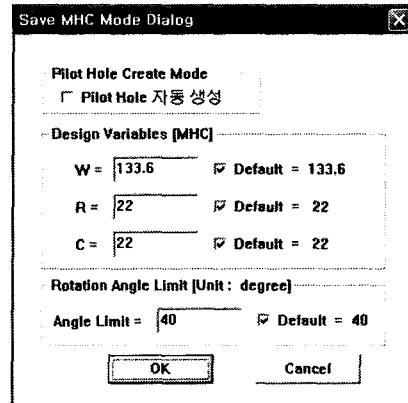 Save MHC Mode Dialog
Pilot Hole Create Mode
Pilot Hole 자동 생성
Design Variables [MHC]
W = 133.6 Default = 133.6
R = 22 Default = 22
C = 22 Default = 22
Rotation Angle Limit [Unit : degree]
Angle Limit = 40 Default = 40
OK Cancel